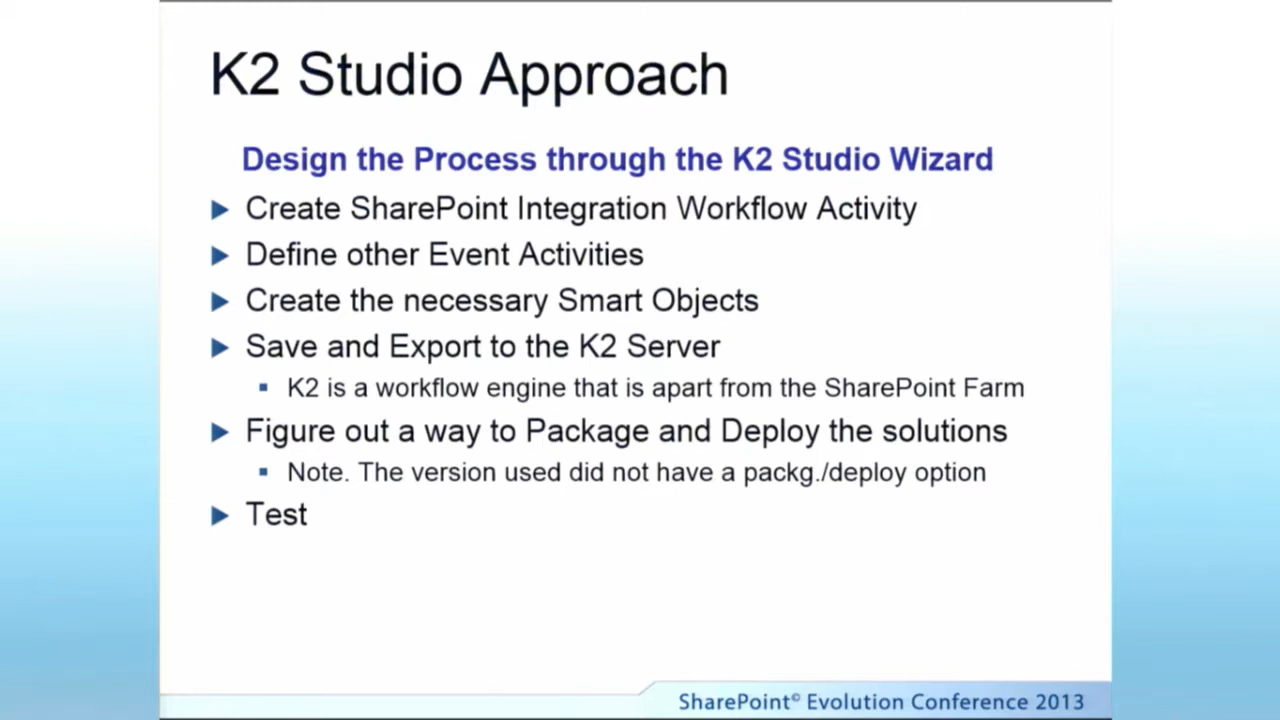 K2 Studio Approach
Design the Process through the K2 Studio Wizard
Create SharePoint Integration Workflow Activity
Define other Event Activities
Create the necessary Smart Objects
Save and Export to the K2 Server
K2 is a workflow engine that is apart from the SharePoint Farm
Figure out a way to Package and Deploy the solutions
Note. The version used did not have a packg./deploy option
Test
SharePoint© Evolution Conference 2013